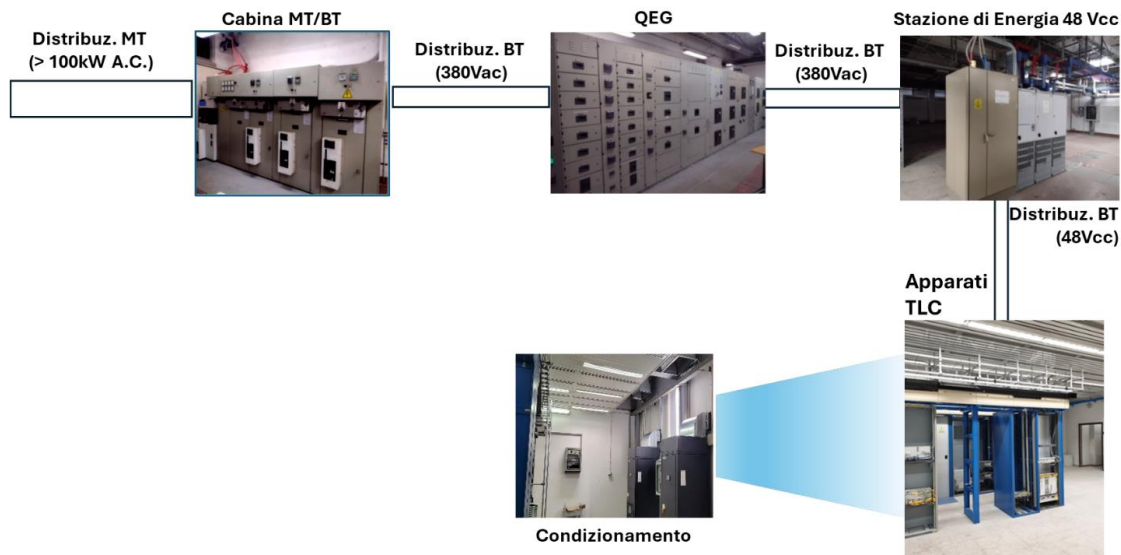 Cabina MT/BT
QEG
Stazione di Energia 48 Vcc
Distribuz. MT
(> 100kW A.C.)
Distribuz. BT
(380Vac)
Distribuz. BT
(380Vac)
Distribuz. BT
(48Vcc)
Apparati
TLC
Condizionamento